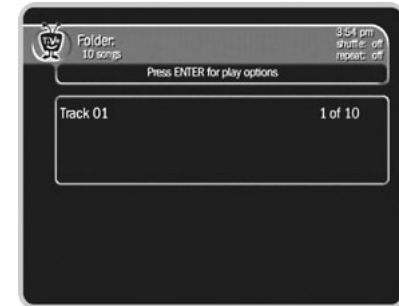 TiVo
Folder:
10 songs
3:54 pm
shuffle: off
repeat: off
Press ENTER for play options
Track 01 1 of 10